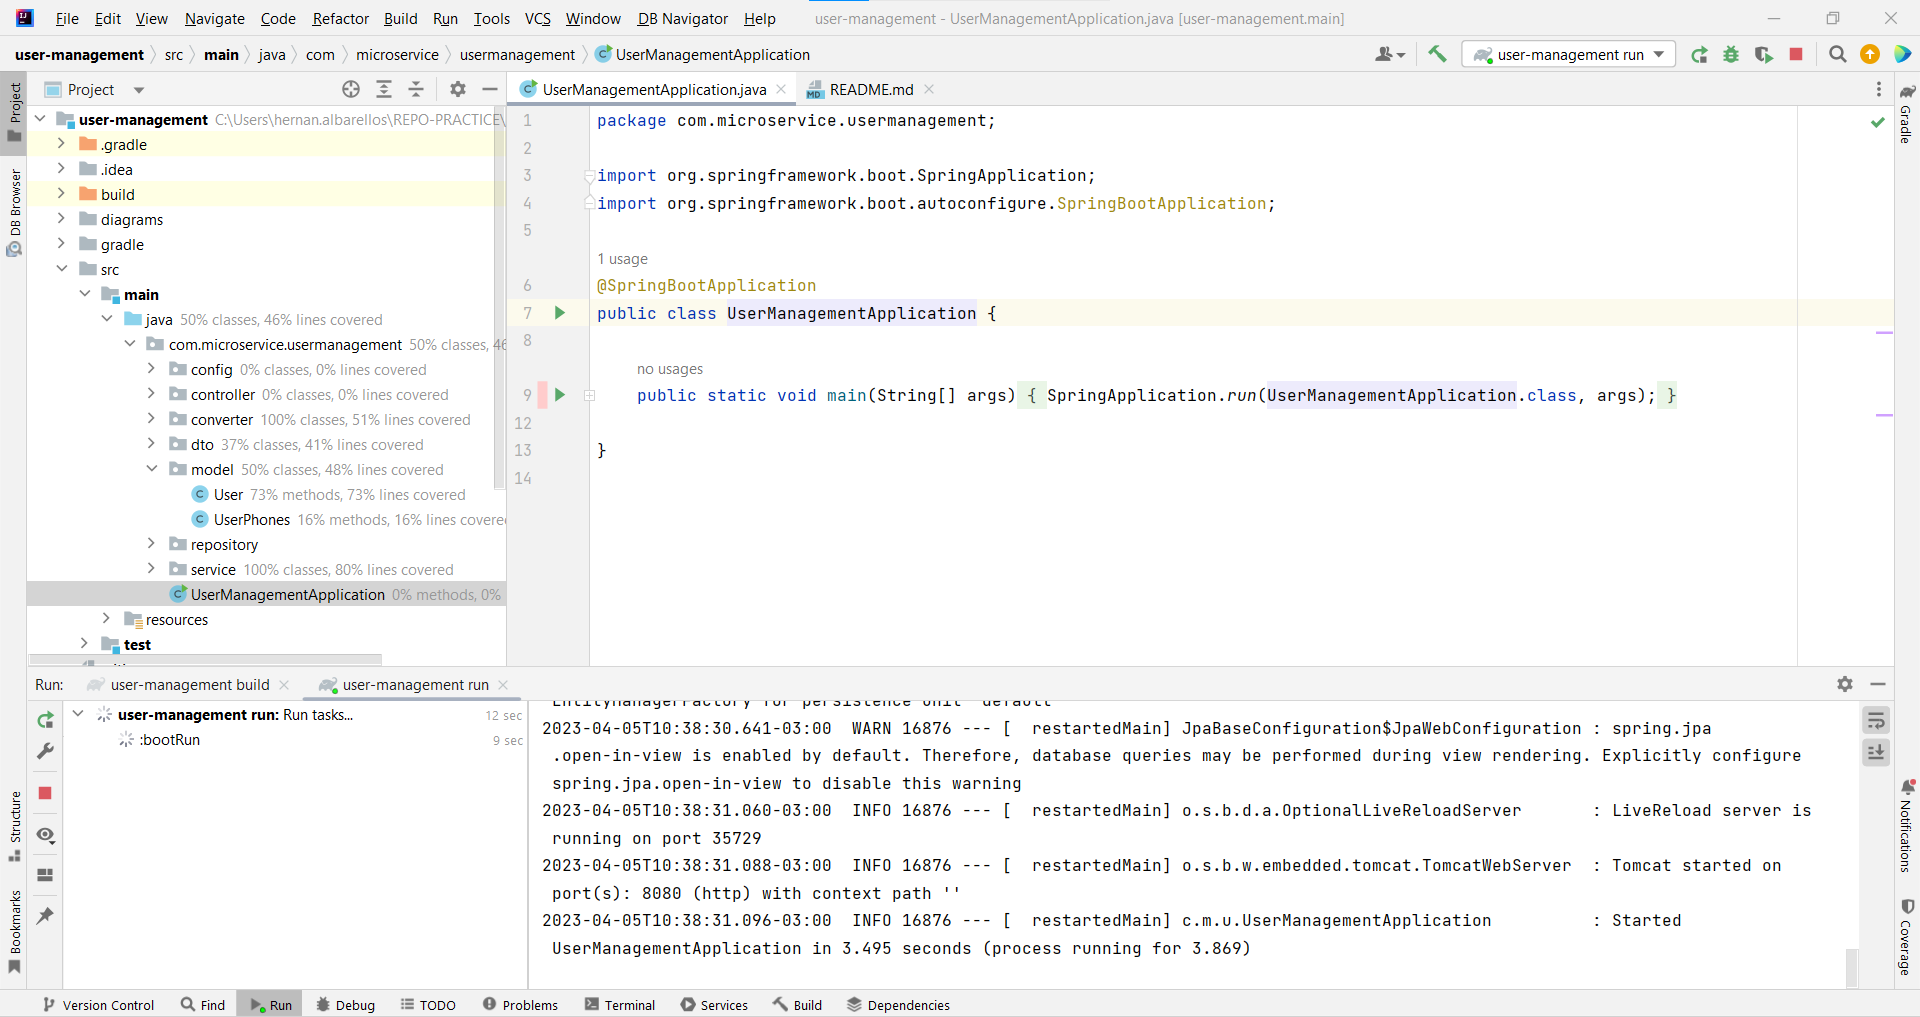 File Edit View Navigate Code Refactor Build Run Tools VCS Window DB Navigator Help user-management - UserManagementApplication.java [user-management.main]
user-management src main java com microservice usermanagement UserManagementApplication user-management run
Project
UserManagementApplication.java README.md
user-management C:\Users\hernan.albarellos\REPO-PRACTICE\
.gradle
.idea
build
diagrams
gradle
src
main
java 50% classes, 46% lines covered
com.microservice.usermanagement 50% classes, 46
config 0% classes, 0% lines covered
controller 0% classes, 0% lines covered
converter 100% classes, 51% lines covered
dto 37% classes, 41% lines covered
model 50% classes, 48% lines covered
User 73% methods, 73% lines covered
UserPhones 16% methods, 16% lines covere
repository
service 100% classes, 80% lines covered
UserManagementApplication 0% methods, 0%
resources
test
1 package com.microservice.usermanagement;
2
3 import org.springframework.boot.SpringApplication;
4 import org.springframework.boot.autoconfigure.SpringBootApplication;
5
1 usage
6 @SpringBootApplication
7 public class UserManagementApplication {
8
no usages
9 public static void main(String[] args) { SpringApplication.run(UserManagementApplication.class, args); }
12
13 }
14
Project
DB Browser
Structure
Bookmarks
Gradle
Notifications
Coverage
Run: user-management build user-management run
user-management run: Run tasks... 12 sec
:bootRun 9 sec
EntityManagerFactory for persistence unit 'default'
2023-04-05T10:38:30.641-03:00 WARN 16876 --- [ restartedMain] JpaBaseConfiguration$JpaWebConfiguration : spring.jpa
.open-in-view is enabled by default. Therefore, database queries may be performed during view rendering. Explicitly configure
spring.jpa.open-in-view to disable this warning
2023-04-05T10:38:31.060-03:00 INFO 16876 --- [ restartedMain] o.s.b.d.a.OptionalLiveReloadServer : LiveReload server is
running on port 35729
2023-04-05T10:38:31.088-03:00 INFO 16876 --- [ restartedMain] o.s.b.w.embedded.tomcat.TomcatWebServer : Tomcat started on
port(s): 8080 (http) with context path ''
2023-04-05T10:38:31.096-03:00 INFO 16876 --- [ restartedMain] c.m.u.UserManagementApplication : Started
UserManagementApplication in 3.495 seconds (process running for 3.869)
Version Control Find Run Debug TODO Problems Terminal Services Build Dependencies